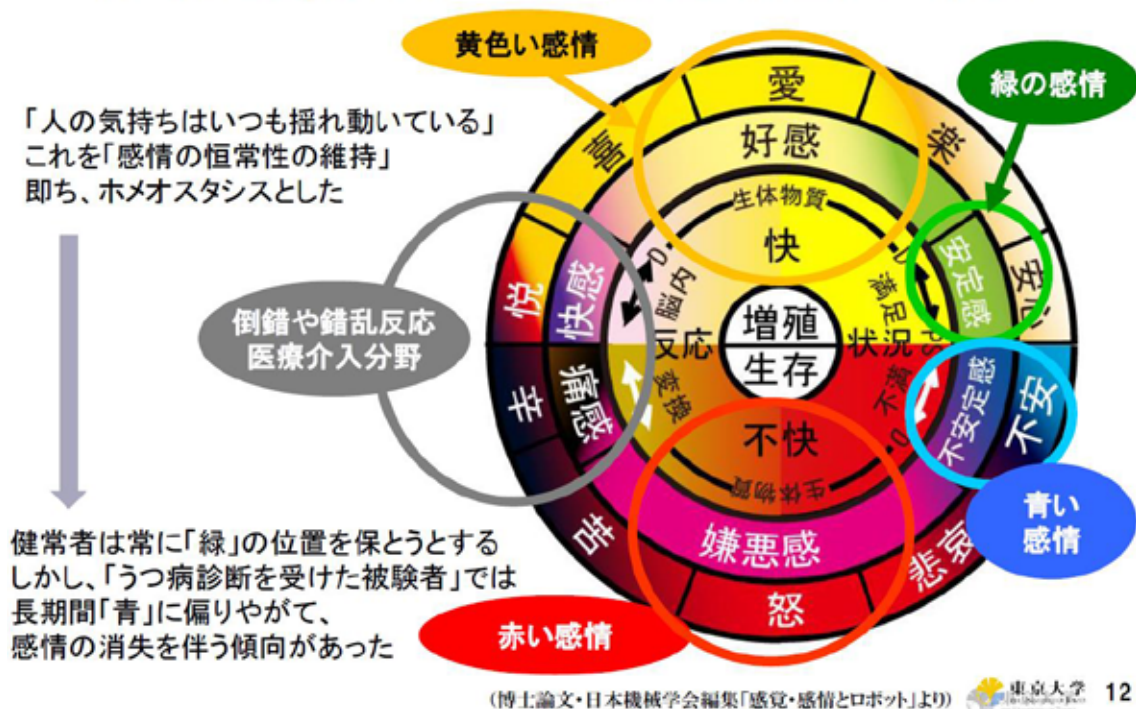 黄色い感情
緑の感情
「人の気持ちはいつも揺れ動いている」
これを「感情の恒常性の維持」
即ち、ホメオスタシスとした
愛
喜
楽
好感
生体物質
快
悦
快感
脳内
満足
安定感
安心
倒錯や錯乱反応
医療介入分野
増殖
反応
状況
生存
辛
痛感
変換
不満
不安定感
不安
不快
生体物質
青い
感情
苦
嫌悪感
悲哀
怒
赤い感情
健常者は常に「緑」の位置を保とうとする
しかし、「うつ病診断を受けた被験者」では
長期間「青」に偏りやがて、
感情の消失を伴う傾向があった
(博士論文・日本機械学会編集「感覚・感情とロボット」より)
東京大学
12